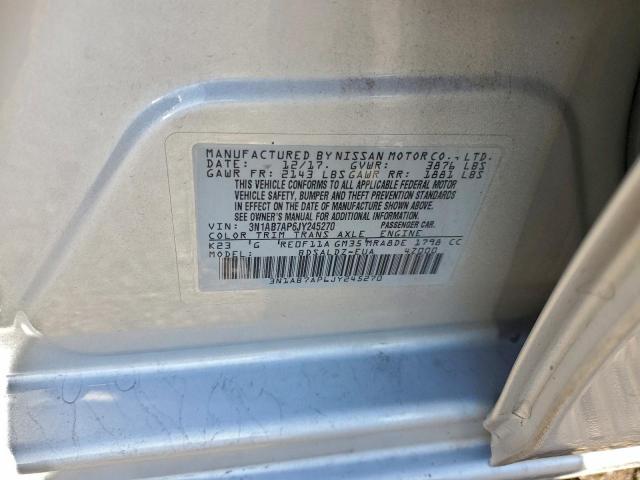 MANUFACTURED BY NISSAN MOTOR CO., LTD.
DATE: 12/17. GVWR: 3876 LBS
GAWR FR: 2143 LBS GAWR RR: 1881 LBS
THIS VEHICLE CONFORMS TO ALL APPLICABLE FEDERAL MOTOR
VEHICLE SAFETY, BUMPER AND THEFT PREVENTION STANDARDS
IN EFFECT ON THE DATE OF MANUFACTURE SHOWN ABOVE.
SEE OWNER'S MANUAL FOR ADDITIONAL INFORMATION.
VIN: 3N1AB7AP6JY245270 PASSENGER CAR.
COLOR TRIM TRANS AXLE ENGINE
K23 G RE0F11A GM35 MRA8DE 1798 CC
MODEL: BDSALDZ-EUA 47000
3N1AB7AP6JY245270